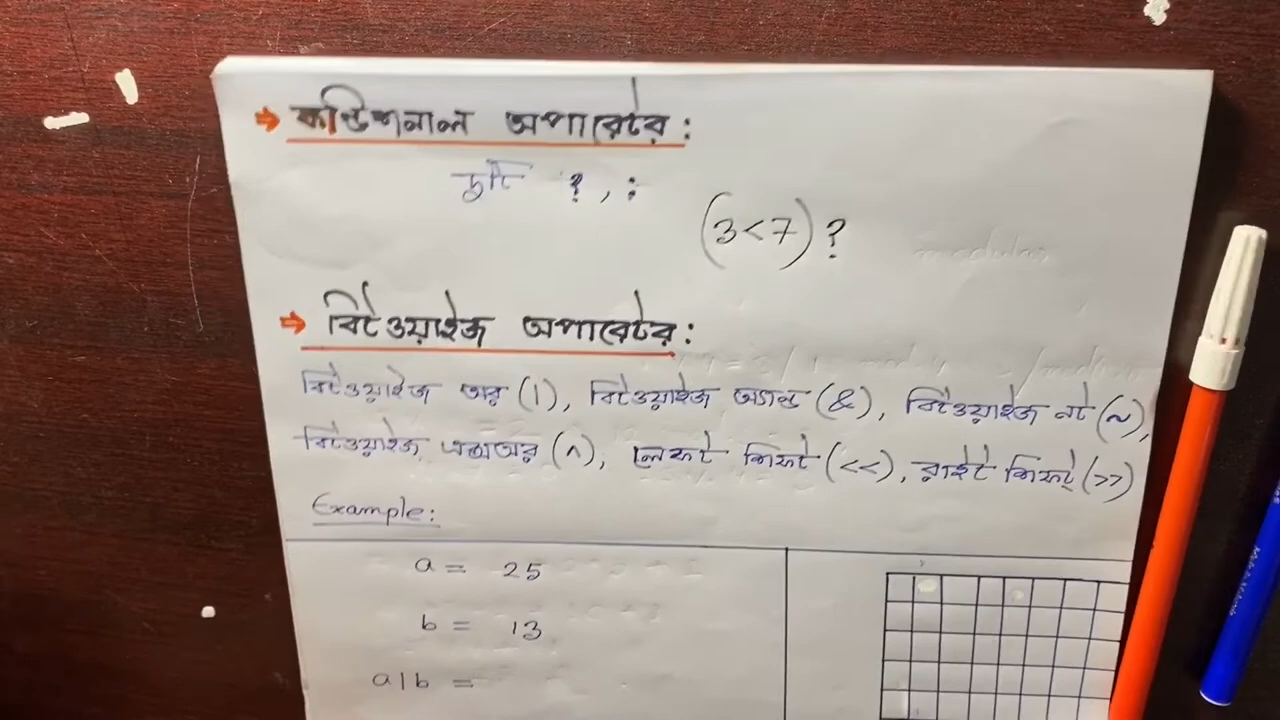 → কন্ডিশনাল অপারেটর :
দুটি ?, :
(3<7) ?
→ বিটওয়াইজ অপারেটর :
বিটওয়াইজ অর (|), বিটওয়াইজ অ্যান্ড (&), বিটওয়াইজ নট (~),
বিটওয়াইজ এক্সঅর (^), লেফট শিফট (<<), রাইট শিফট্ (>>)
Example:
a = 25
b = 13
a|b =